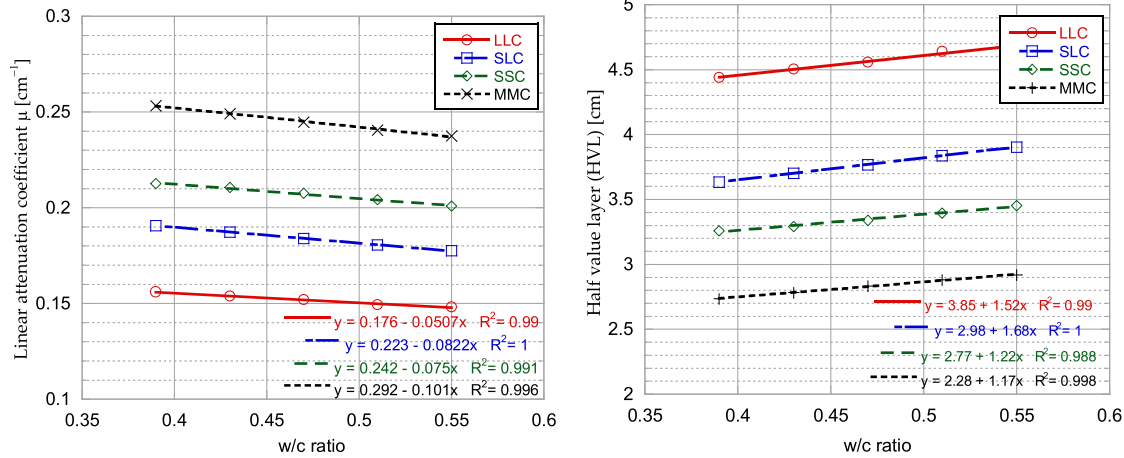 0.3
0.25
0.2
0.15
0.1
Linear attenuation coefficient μ [cm⁻¹]
LLC
SLC
SSC
MMC
y = 0.176 - 0.0507x R²= 0.99
y = 0.223 - 0.0822x R²= 1
y = 0.242 - 0.075x R²= 0.991
y = 0.292 - 0.101x R²= 0.996
0.35 0.4 0.45 0.5 0.55 0.6
w/c ratio
5
4.5
4
3.5
3
2.5
2
Half value layer (HVL) [cm]
LLC
SLC
SSC
MMC
y = 3.85 + 1.52x R²= 0.99
y = 2.98 + 1.68x R²= 1
y = 2.77 + 1.22x R²= 0.988
y = 2.28 + 1.17x R²= 0.998
0.35 0.4 0.45 0.5 0.55 0.6
w/c ratio